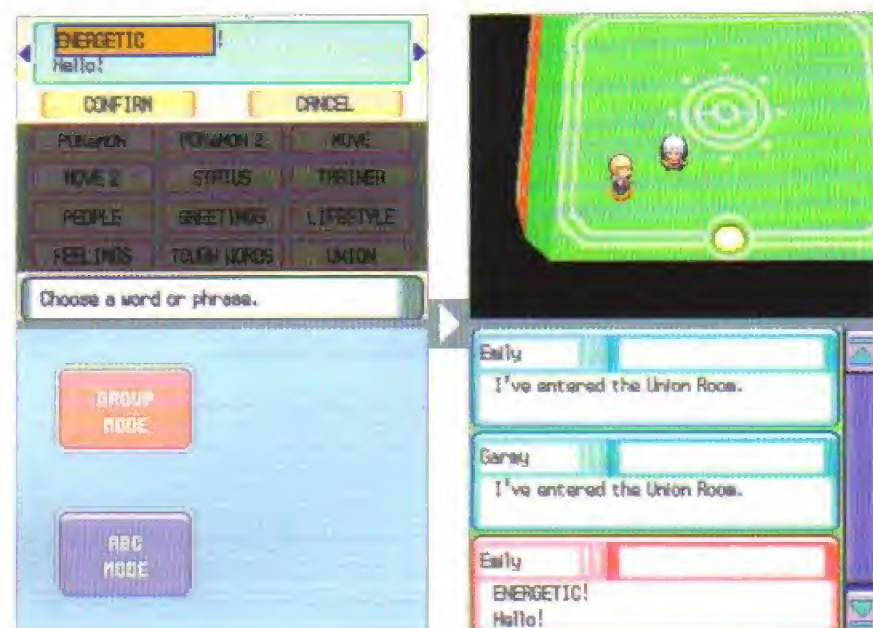 ENERGETIC !
Hello!
CONFIRM CANCEL
POKéMON POKéMON 2 MOVE
MOVE 2 STATUS TRAINER
PEOPLE GREETINGS LIFESTYLE
FEELINGS TOUGH WORDS UNION
Choose a word or phrase.
GROUP
MODE
ABC
MODE
Emily
I've entered the Union Room.
Garmy
I've entered the Union Room.
Emily
ENERGETIC!
Hello!